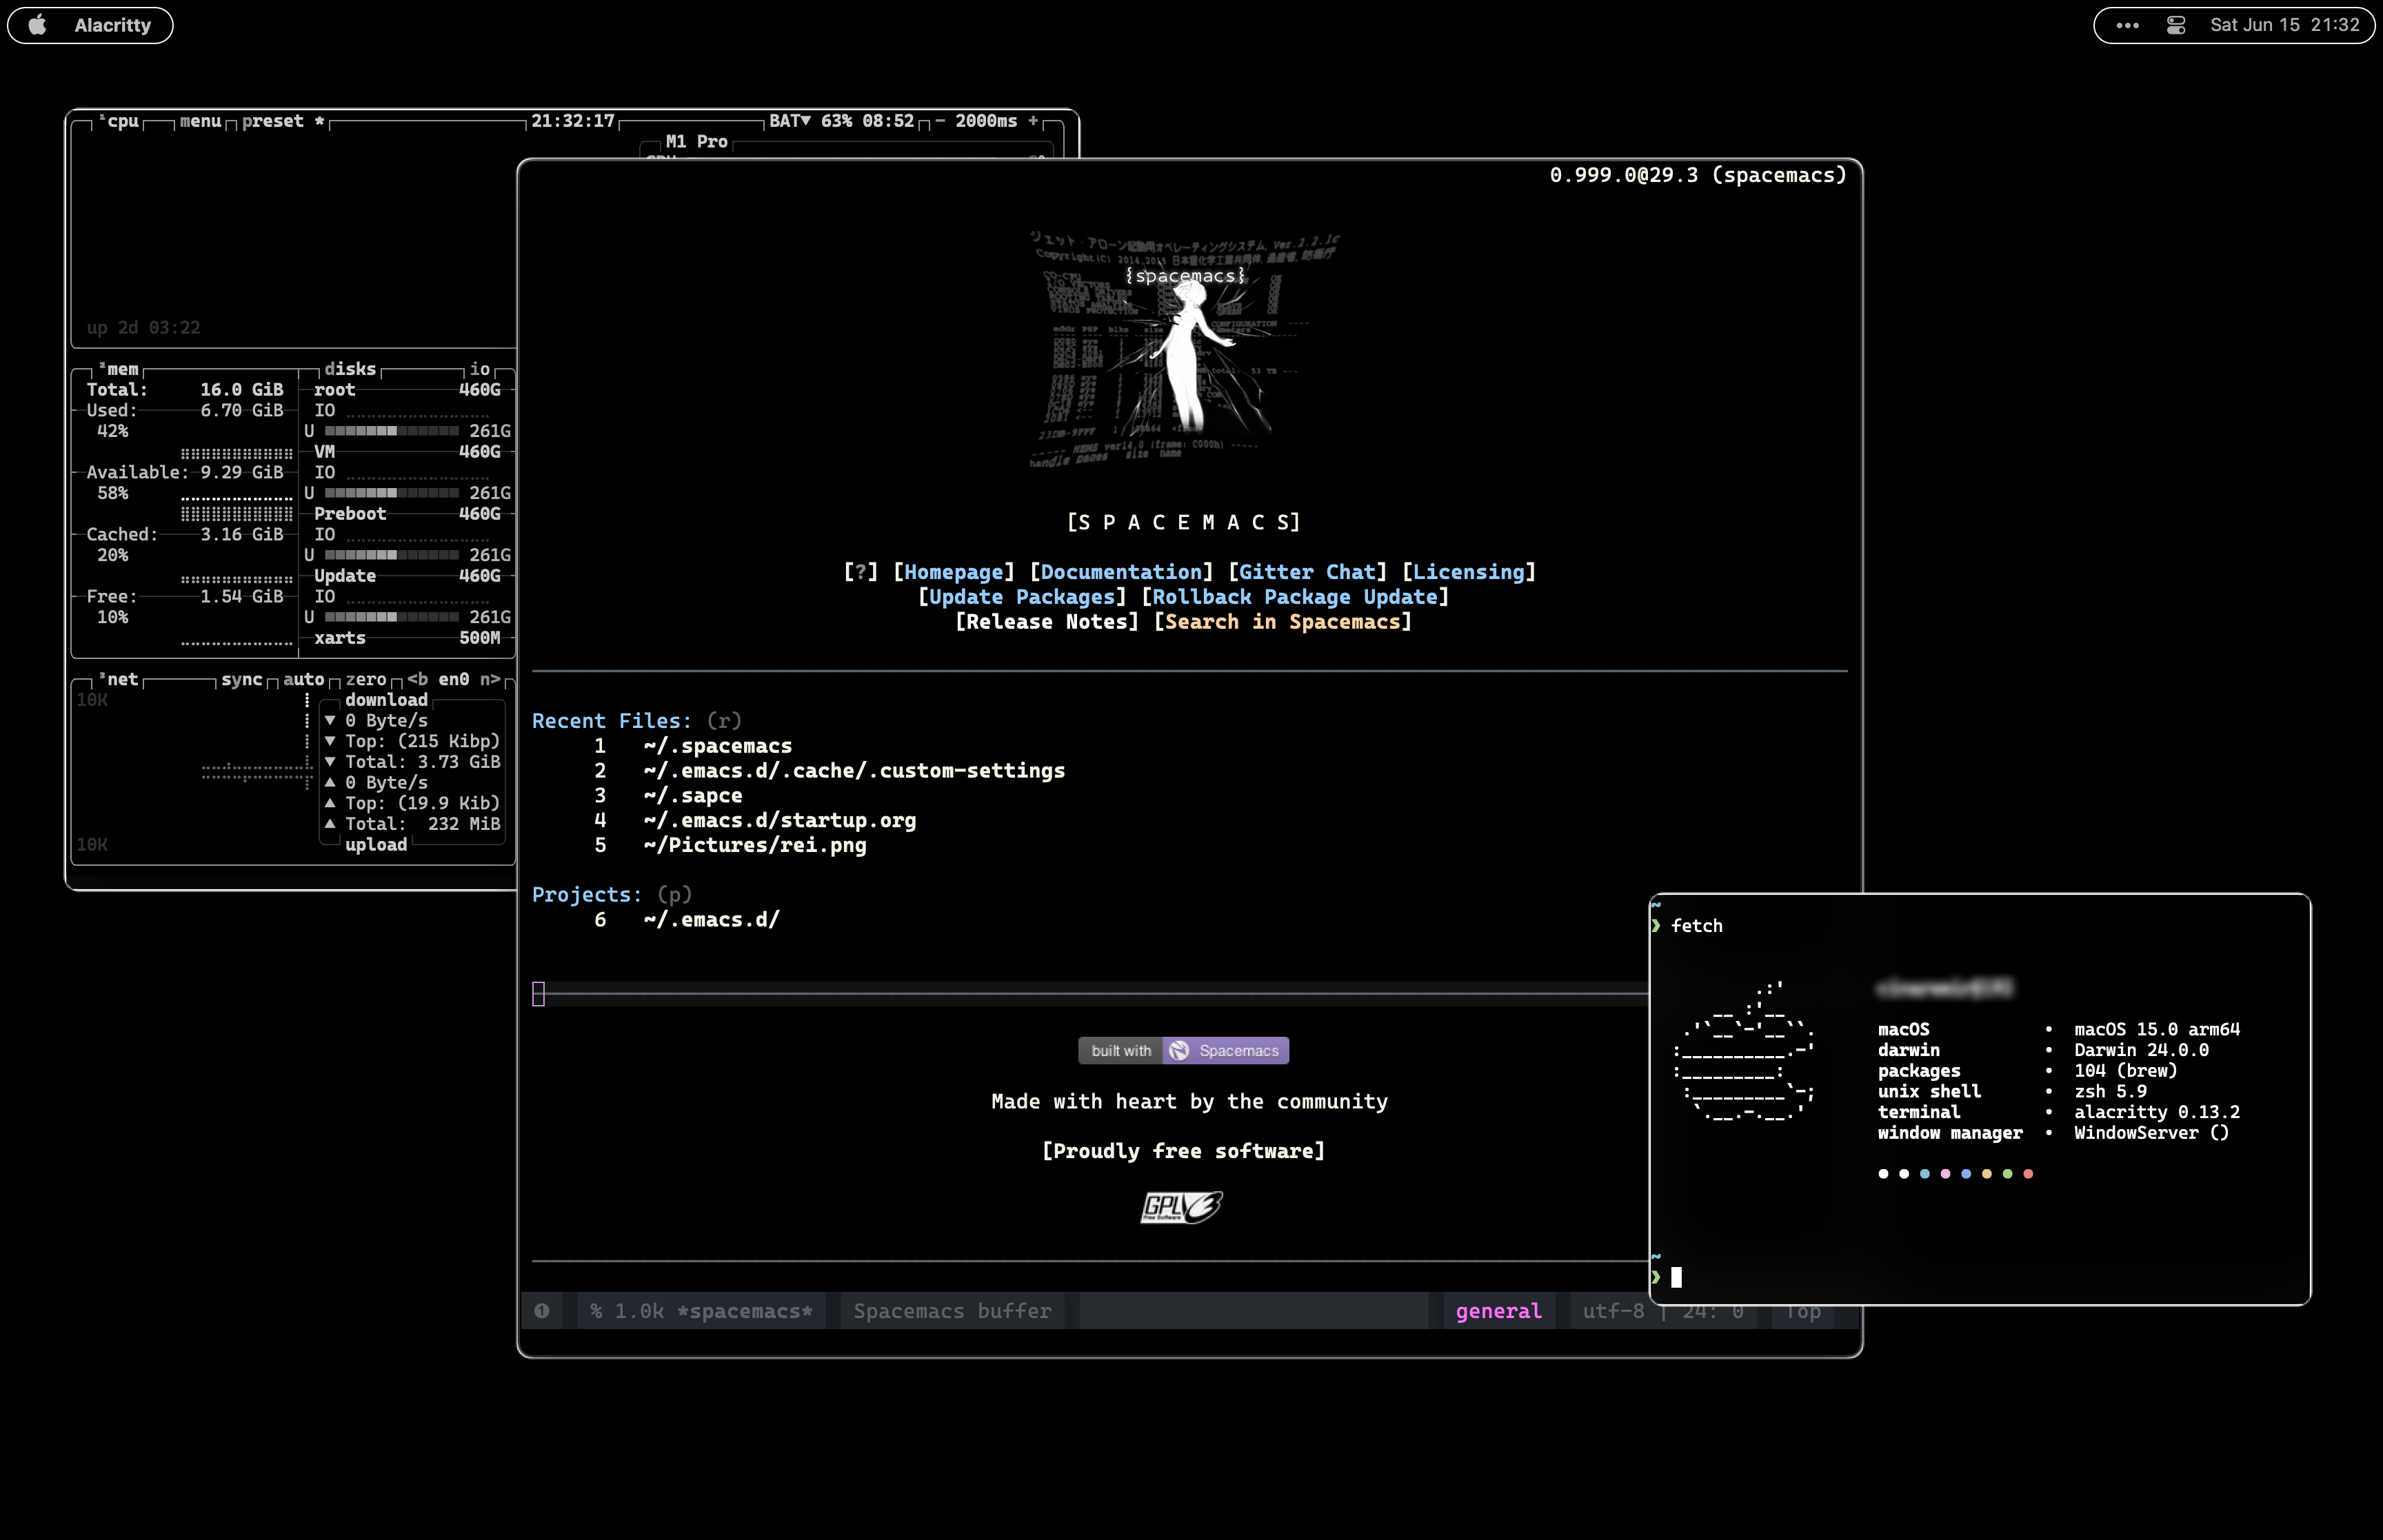 Alacritty
••• Sat Jun 15 21:32
¹cpu menu preset * 21:32:17 BAT▼ 63% 08:52 - 2000ms +
M1 Pro
up 2d 03:22
²mem disks io
Total: 16.0 GiB root 460G
Used: 6.70 GiB IO
42% U 261G
VM 460G
Available: 9.29 GiB IO
58% U 261G
Preboot 460G
Cached: 3.16 GiB IO
20% U 261G
Update 460G
Free: 1.54 GiB IO
10% U 261G
xarts 500M
³net sync auto zero <b en0 n>
10K download
▼ 0 Byte/s
▼ Top: (215 Kibp)
▼ Total: 3.73 GiB
▲ 0 Byte/s
▲ Top: (19.9 Kib)
▲ Total: 232 MiB
10K upload
0.999.0@29.3 (spacemacs)
{spacemacs}
[S P A C E M A C S]
[?] [Homepage] [Documentation] [Gitter Chat] [Licensing]
[Update Packages] [Rollback Package Update]
[Release Notes] [Search in Spacemacs]
Recent Files: (r)
1 ~/.spacemacs
2 ~/.emacs.d/.cache/.custom-settings
3 ~/.sapce
4 ~/.emacs.d/startup.org
5 ~/Pictures/rei.png
Projects: (p)
6 ~/.emacs.d/
built with Spacemacs
Made with heart by the community
[Proudly free software]
GPLv3
Free Software
1 % 1.0k *spacemacs* Spacemacs buffer general utf-8 | 24: 0 Top
~
❯ fetch
macOS • macOS 15.0 arm64
darwin • Darwin 24.0.0
packages • 104 (brew)
unix shell • zsh 5.9
terminal • alacritty 0.13.2
window manager • WindowServer ()
~
❯